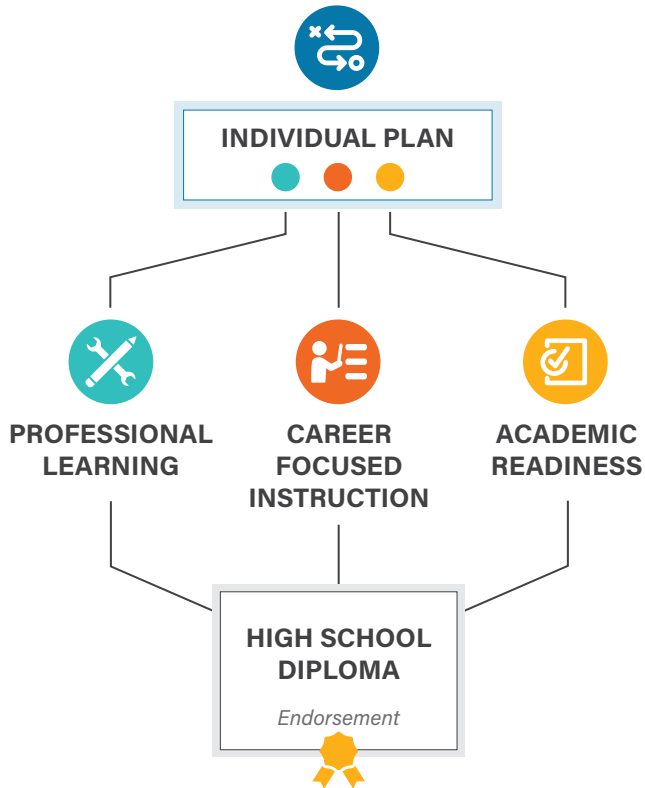 INDIVIDUAL PLAN
PROFESSIONAL
LEARNING
CAREER
FOCUSED
INSTRUCTION
ACADEMIC
READINESS
HIGH SCHOOL
DIPLOMA
Endorsement